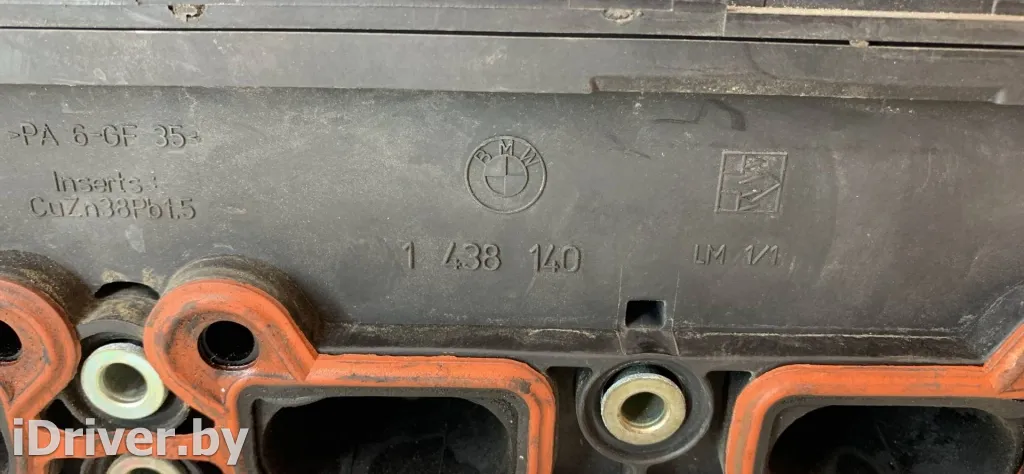 >PA 6-GF 35<
Inserts:
CuZn38Pb1.5
BMW
1 438 140
LM 1/1
iDriver.by